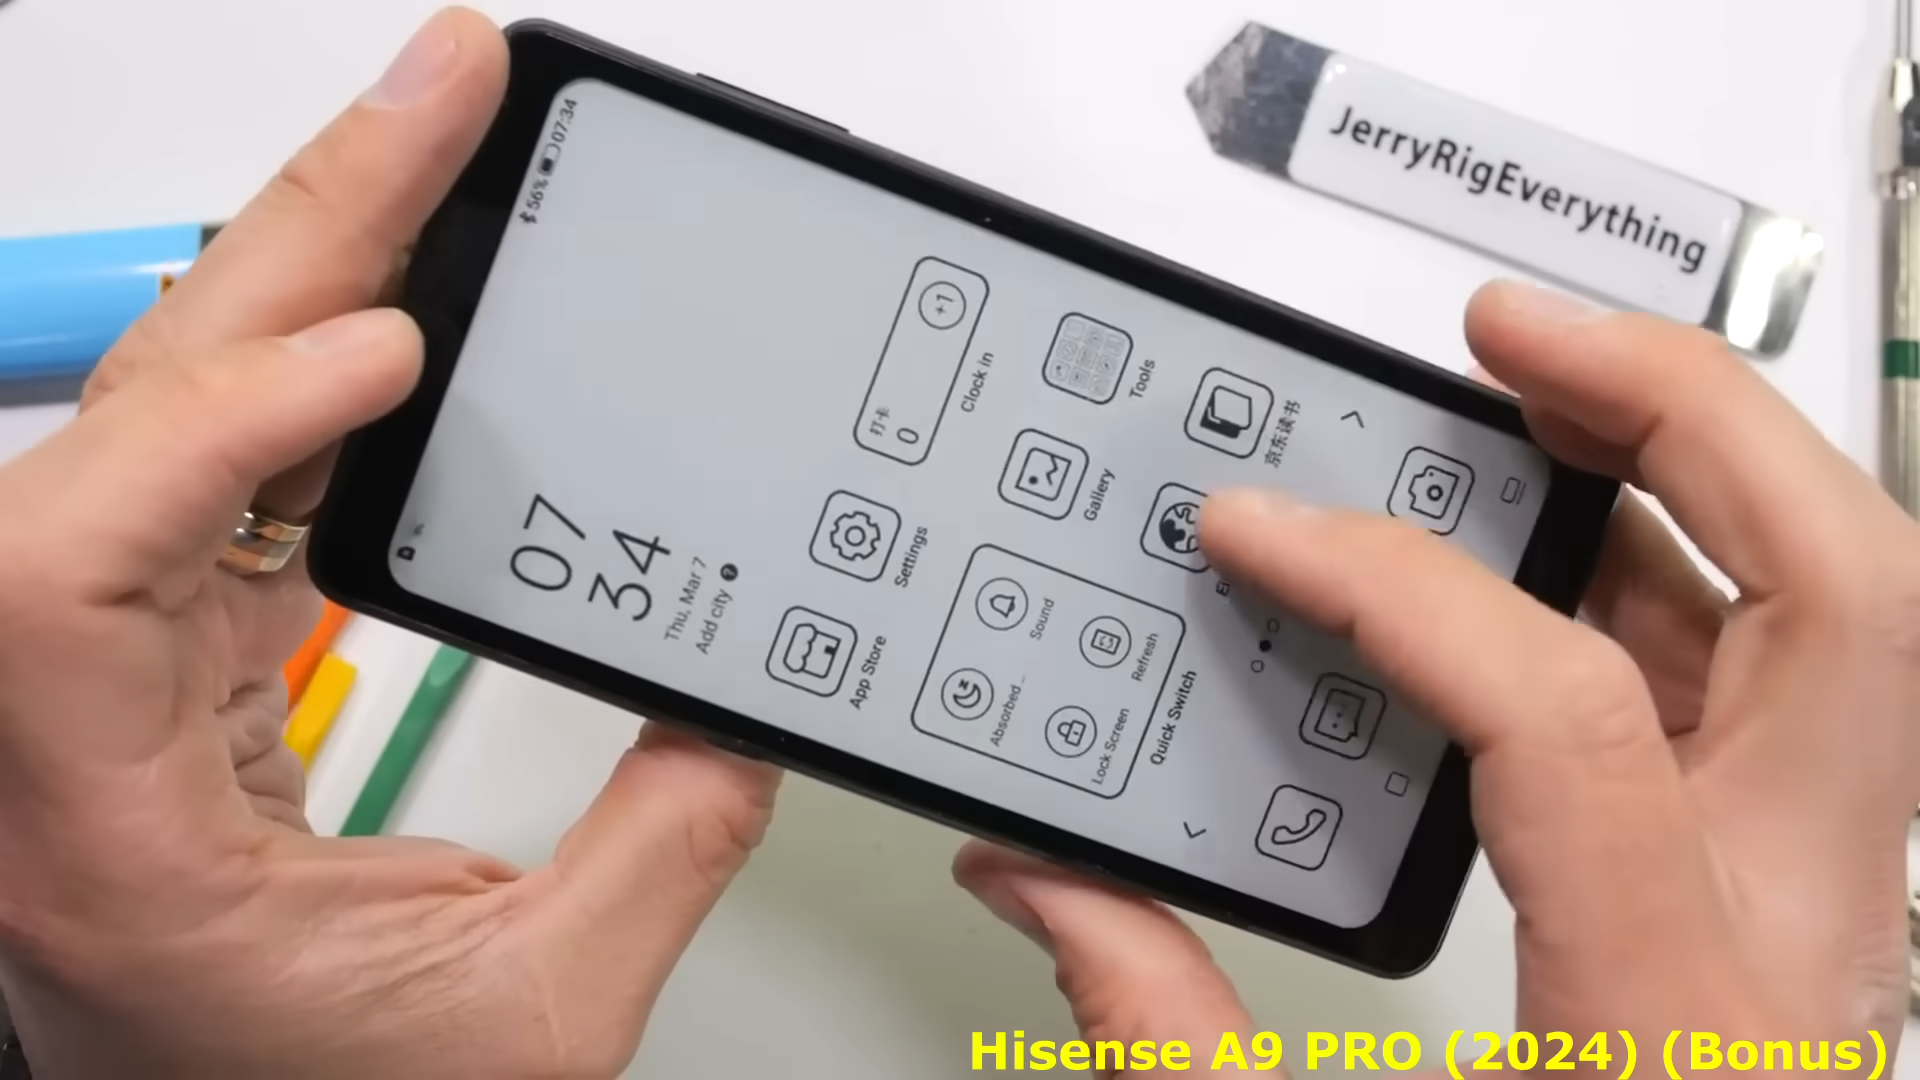 56% 07:34
07
34
Thu, Mar 7
Add city
打卡
0
+1
Clock in
App Store
Settings
Gallery
Tools
Absorbed ...
Sound
Lock Screen
Refresh
Quick Switch
京东读书
JerryRigEverything
Hisense A9 PRO (2024) (Bonus)